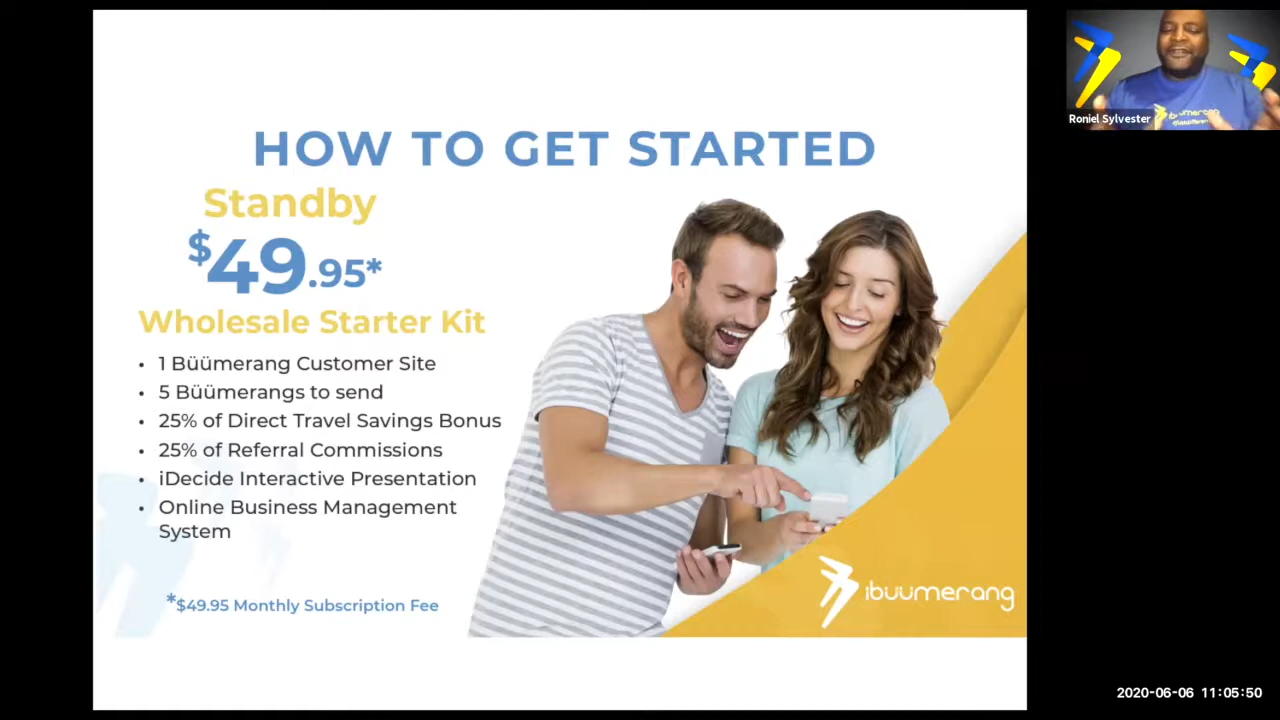 HOW TO GET STARTED
Standby
$49.95*
Wholesale Starter Kit
• 1 Büümerang Customer Site
• 5 Büümerangs to send
• 25% of Direct Travel Savings Bonus
• 25% of Referral Commissions
• iDecide Interactive Presentation
• Online Business Management
System
*$49.95 Monthly Subscription Fee
ibuumerang
Roniel Sylvester
ibuumerang
2020-06-06 11:05:50